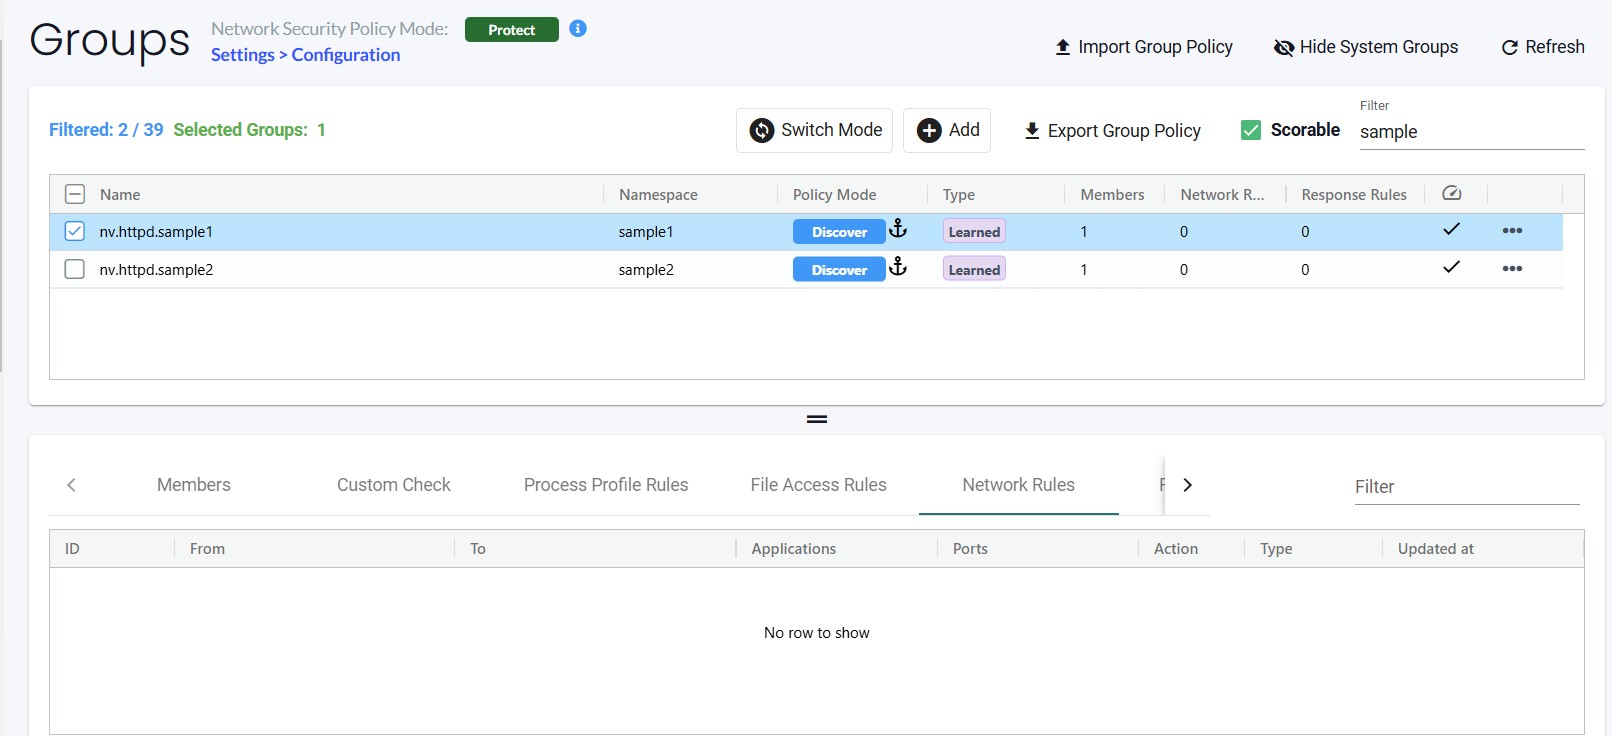 Groups
Network Security Policy Mode: Protect
Settings > Configuration
Import Group Policy
Hide System Groups
Refresh
Filtered: 2 / 39 Selected Groups: 1
Switch Mode
Add
Export Group Policy
Scorable
Filter
sample
Name Namespace Policy Mode Type Members Network R... Response Rules
nv.httpd.sample1 sample1 Discover Learned 1 0 0
nv.httpd.sample2 sample2 Discover Learned 1 0 0
Members Custom Check Process Profile Rules File Access Rules Network Rules
Filter
ID From To Applications Ports Action Type Updated at
No row to show